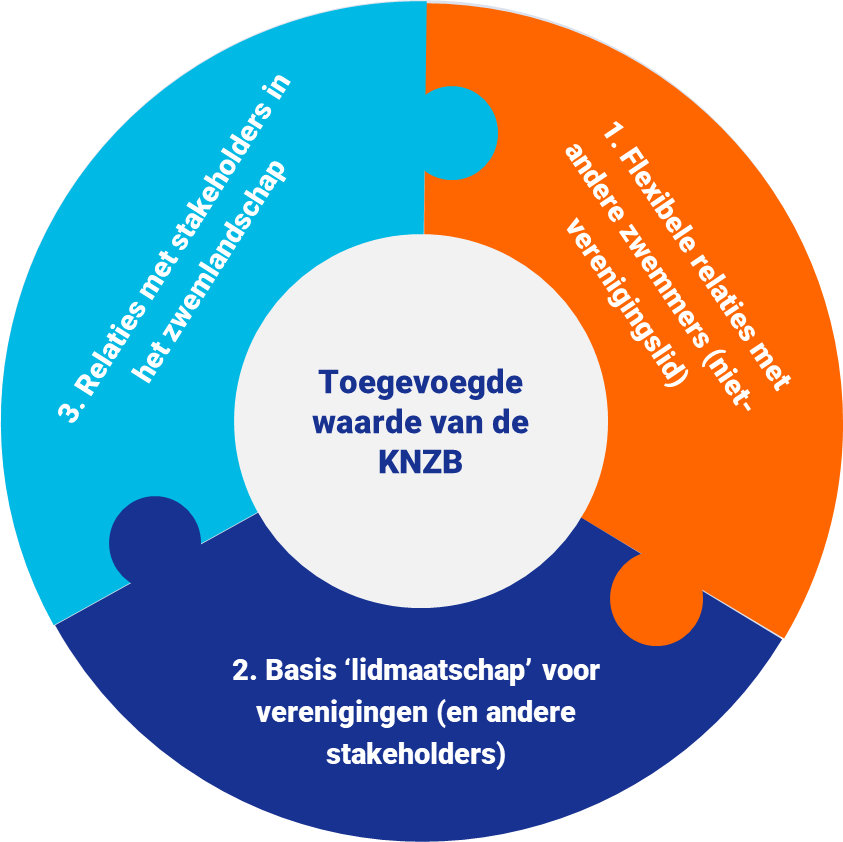 Toegevoegde
waarde van de
KNZB
1. Flexibele relaties met
andere zwemmers (niet-
verenigingslid)
2. Basis ‘lidmaatschap’ voor
verenigingen (en andere
stakeholders)
3. Relaties met stakeholders in
het zwemlandschap